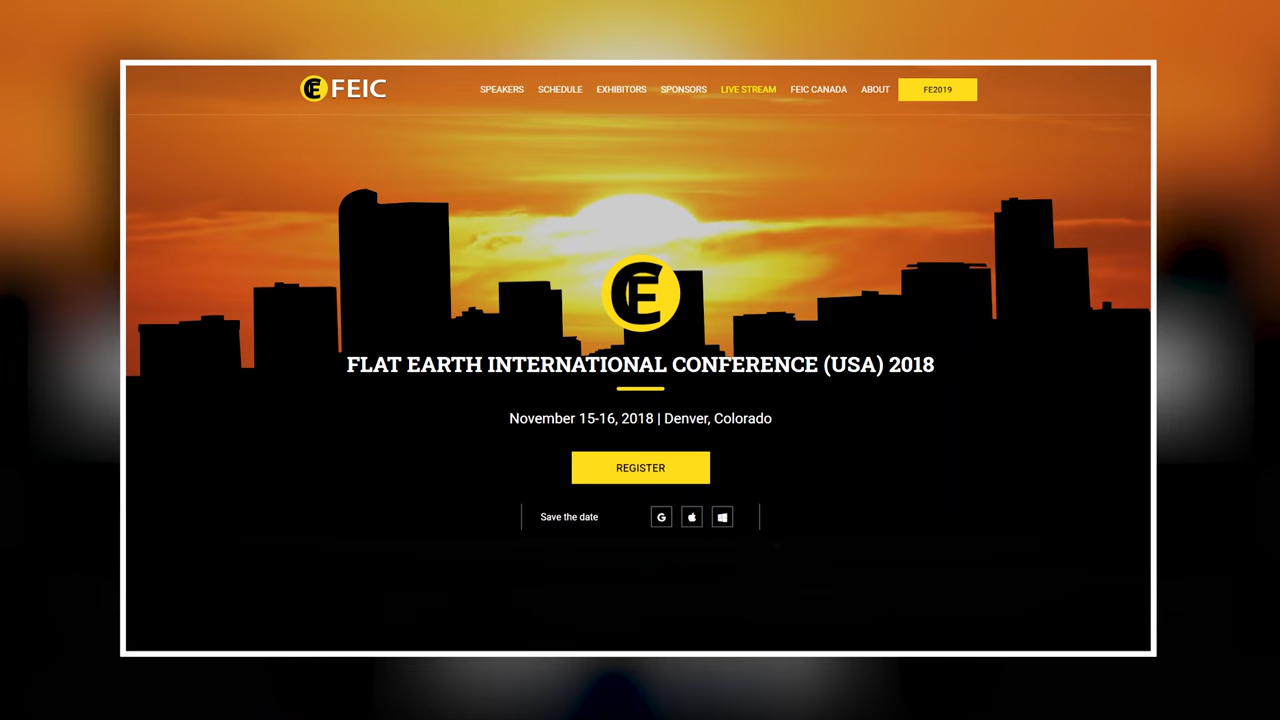 FEIC
SPEAKERS SCHEDULE EXHIBITORS SPONSORS LIVE STREAM FEIC CANADA ABOUT FE2019
FLAT EARTH INTERNATIONAL CONFERENCE (USA) 2018
November 15-16, 2018 | Denver, Colorado
REGISTER
Save the date